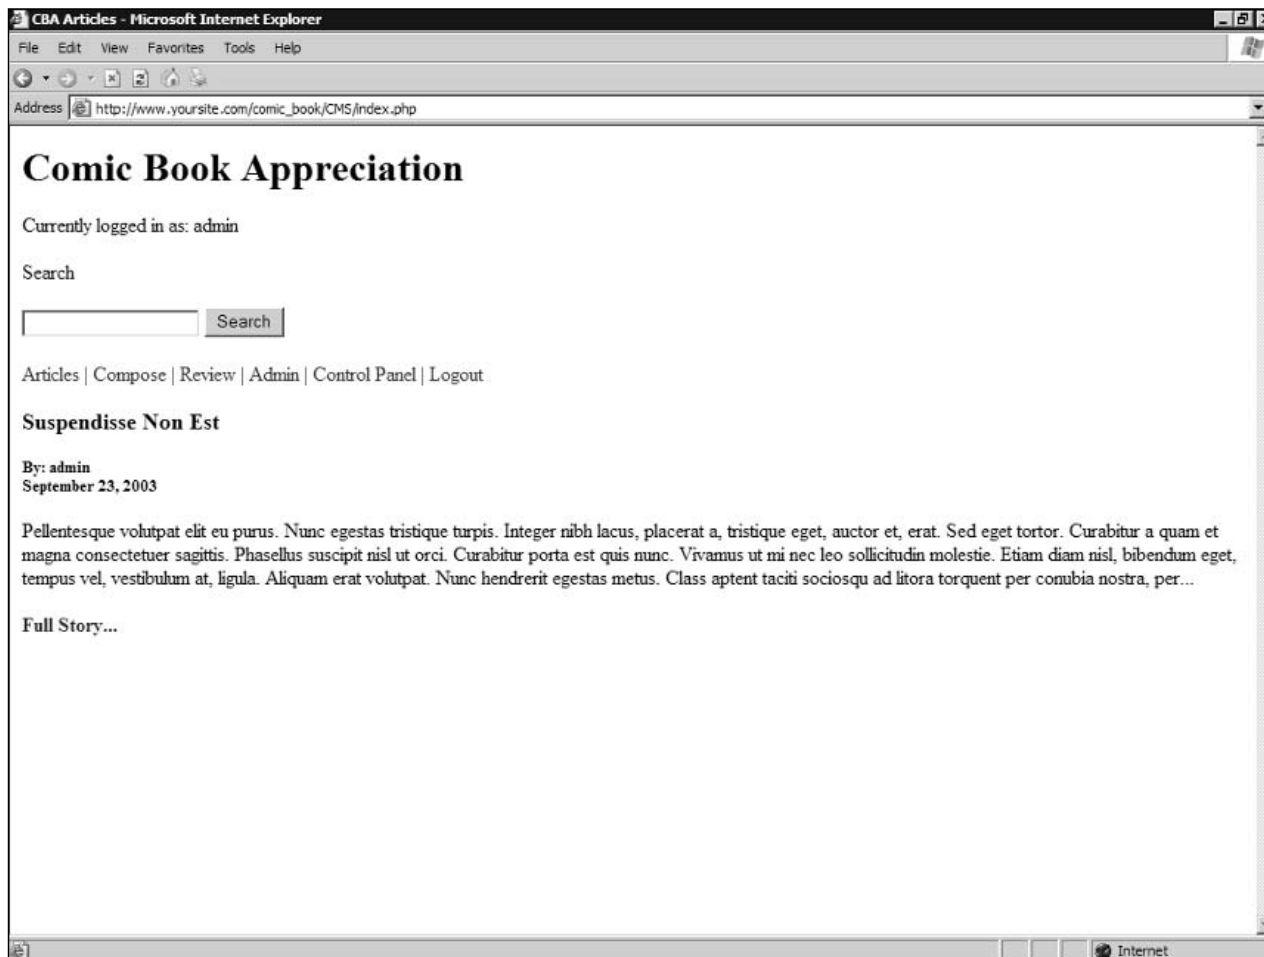 CBA Articles - Microsoft Internet Explorer
File Edit View Favorites Tools Help
Address http://www.yoursite.com/comic_book/CMS/index.php
Comic Book Appreciation
Currently logged in as: admin
Search
Search
Articles | Compose | Review | Admin | Control Panel | Logout
Suspendisse Non Est
By: admin
September 23, 2003
Pellentesque volutpat elit eu purus. Nunc egestas tristique turpis. Integer nibh lacus, placerat a, tristique eget, auctor et, erat. Sed eget tortor. Curabitur a quam et
magna consectetuer sagittis. Phasellus suscipit nisl ut orci. Curabitur porta est quis nunc. Vivamus ut mi nec leo sollicitudin molestie. Etiam diam nisl, bibendum eget,
tempus vel, vestibulum at, ligula. Aliquam erat volutpat. Nunc hendrerit egestas metus. Class aptent taciti sociosqu ad litora torquent per conubia nostra, per...
Full Story...
Internet